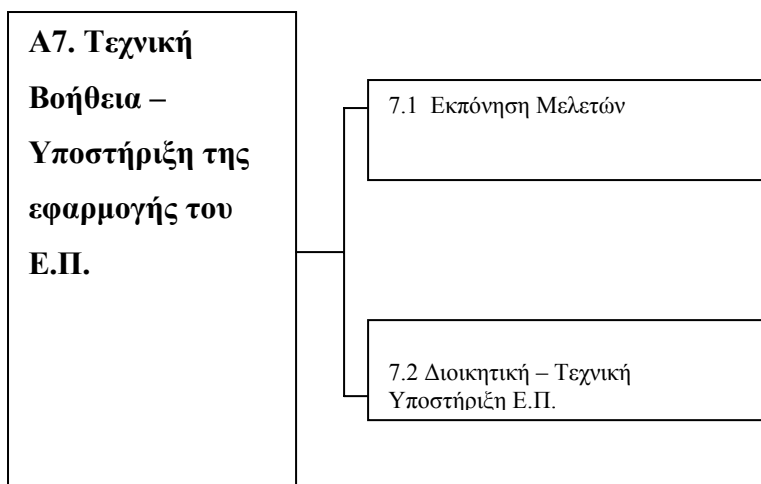 Α7. Τεχνική
Βοήθεια –
Υποστήριξη της
εφαρμογής του
Ε.Π.
7.1 Εκπόνηση Μελετών
7.2 Διοικητική – Τεχνική
Υποστήριξη Ε.Π.